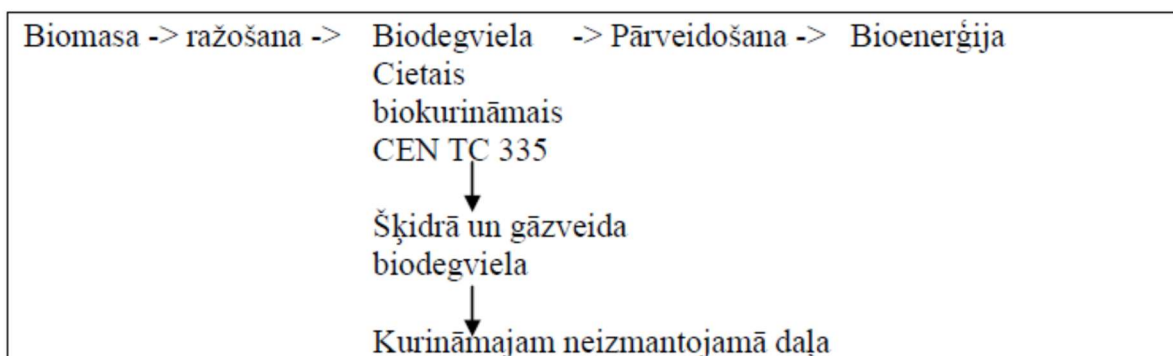 Biomasa -> ražošana -> Biodegviela -> Pārveidošana -> Bioenerģija
Cietais
biokurināmais
CEN TC 335
Šķidrā un gāzveida
biodegviela
Kurināmajam neizmantojamā daļa